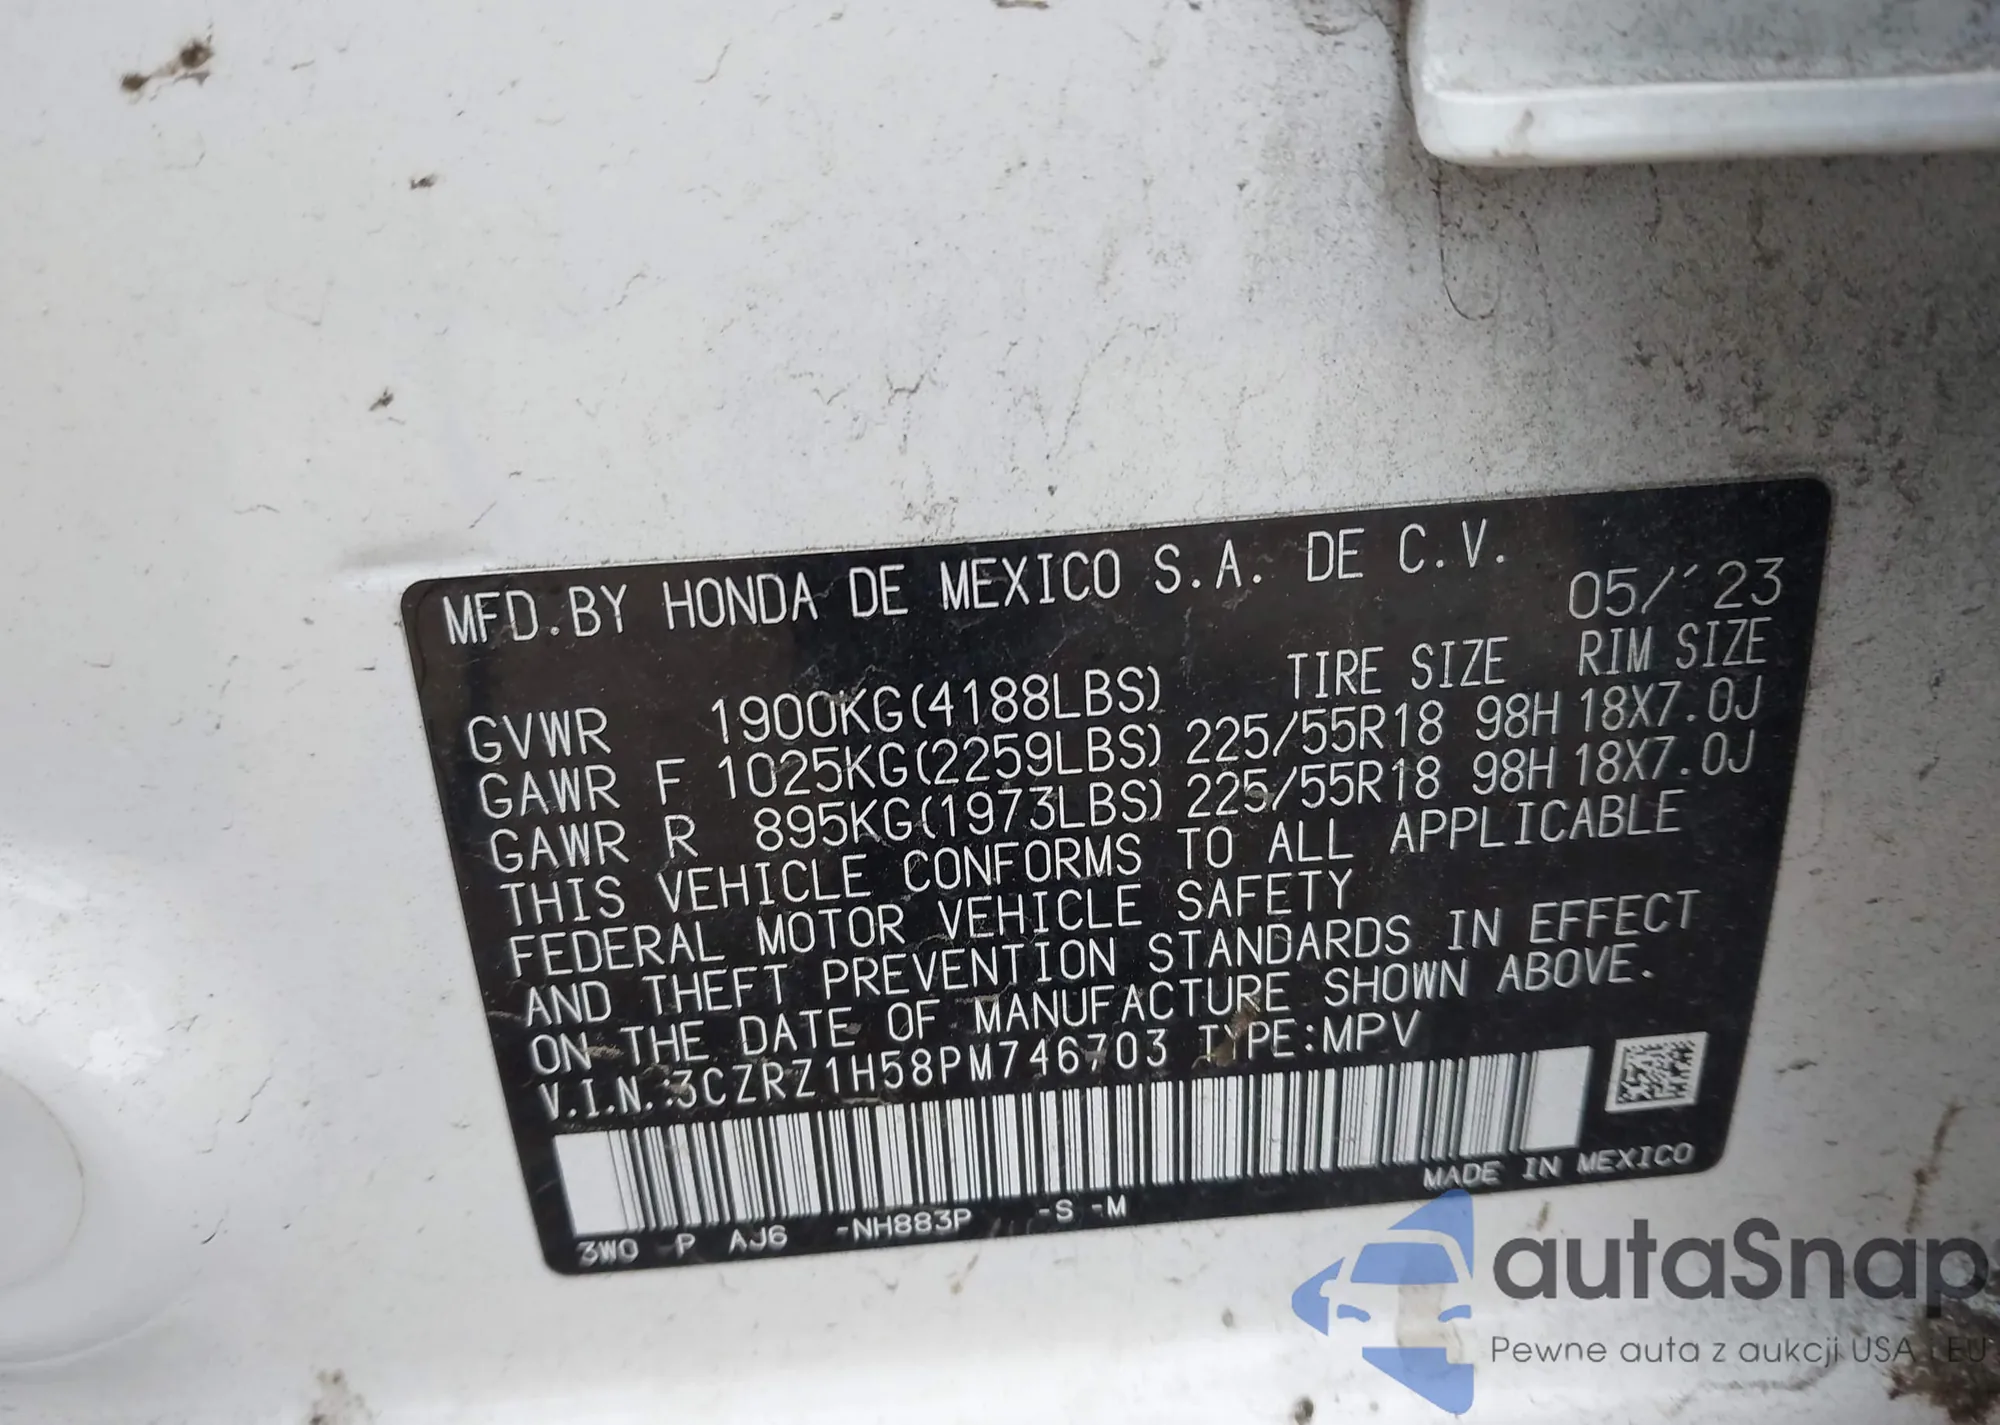 MFD.BY HONDA DE MEXICO S.A. DE C.V.
05/'23
TIRE SIZE RIM SIZE
GVWR 1900KG(4188LBS)
GAWR F 1025KG(2259LBS) 225/55R18 98H 18X7.0J
GAWR R 895KG(1973LBS) 225/55R18 98H 18X7.0J
THIS VEHICLE CONFORMS TO ALL APPLICABLE
FEDERAL MOTOR VEHICLE SAFETY
AND THEFT PREVENTION STANDARDS IN EFFECT
ON THE DATE OF MANUFACTURE SHOWN ABOVE.
V.I.N.:3CZRZ1H58PM746703 TYPE:MPV
MADE IN MEXICO
3W0 P AJ6 -NH883P -S -M
autaSnap
Pewne auta z aukcji USA i EU